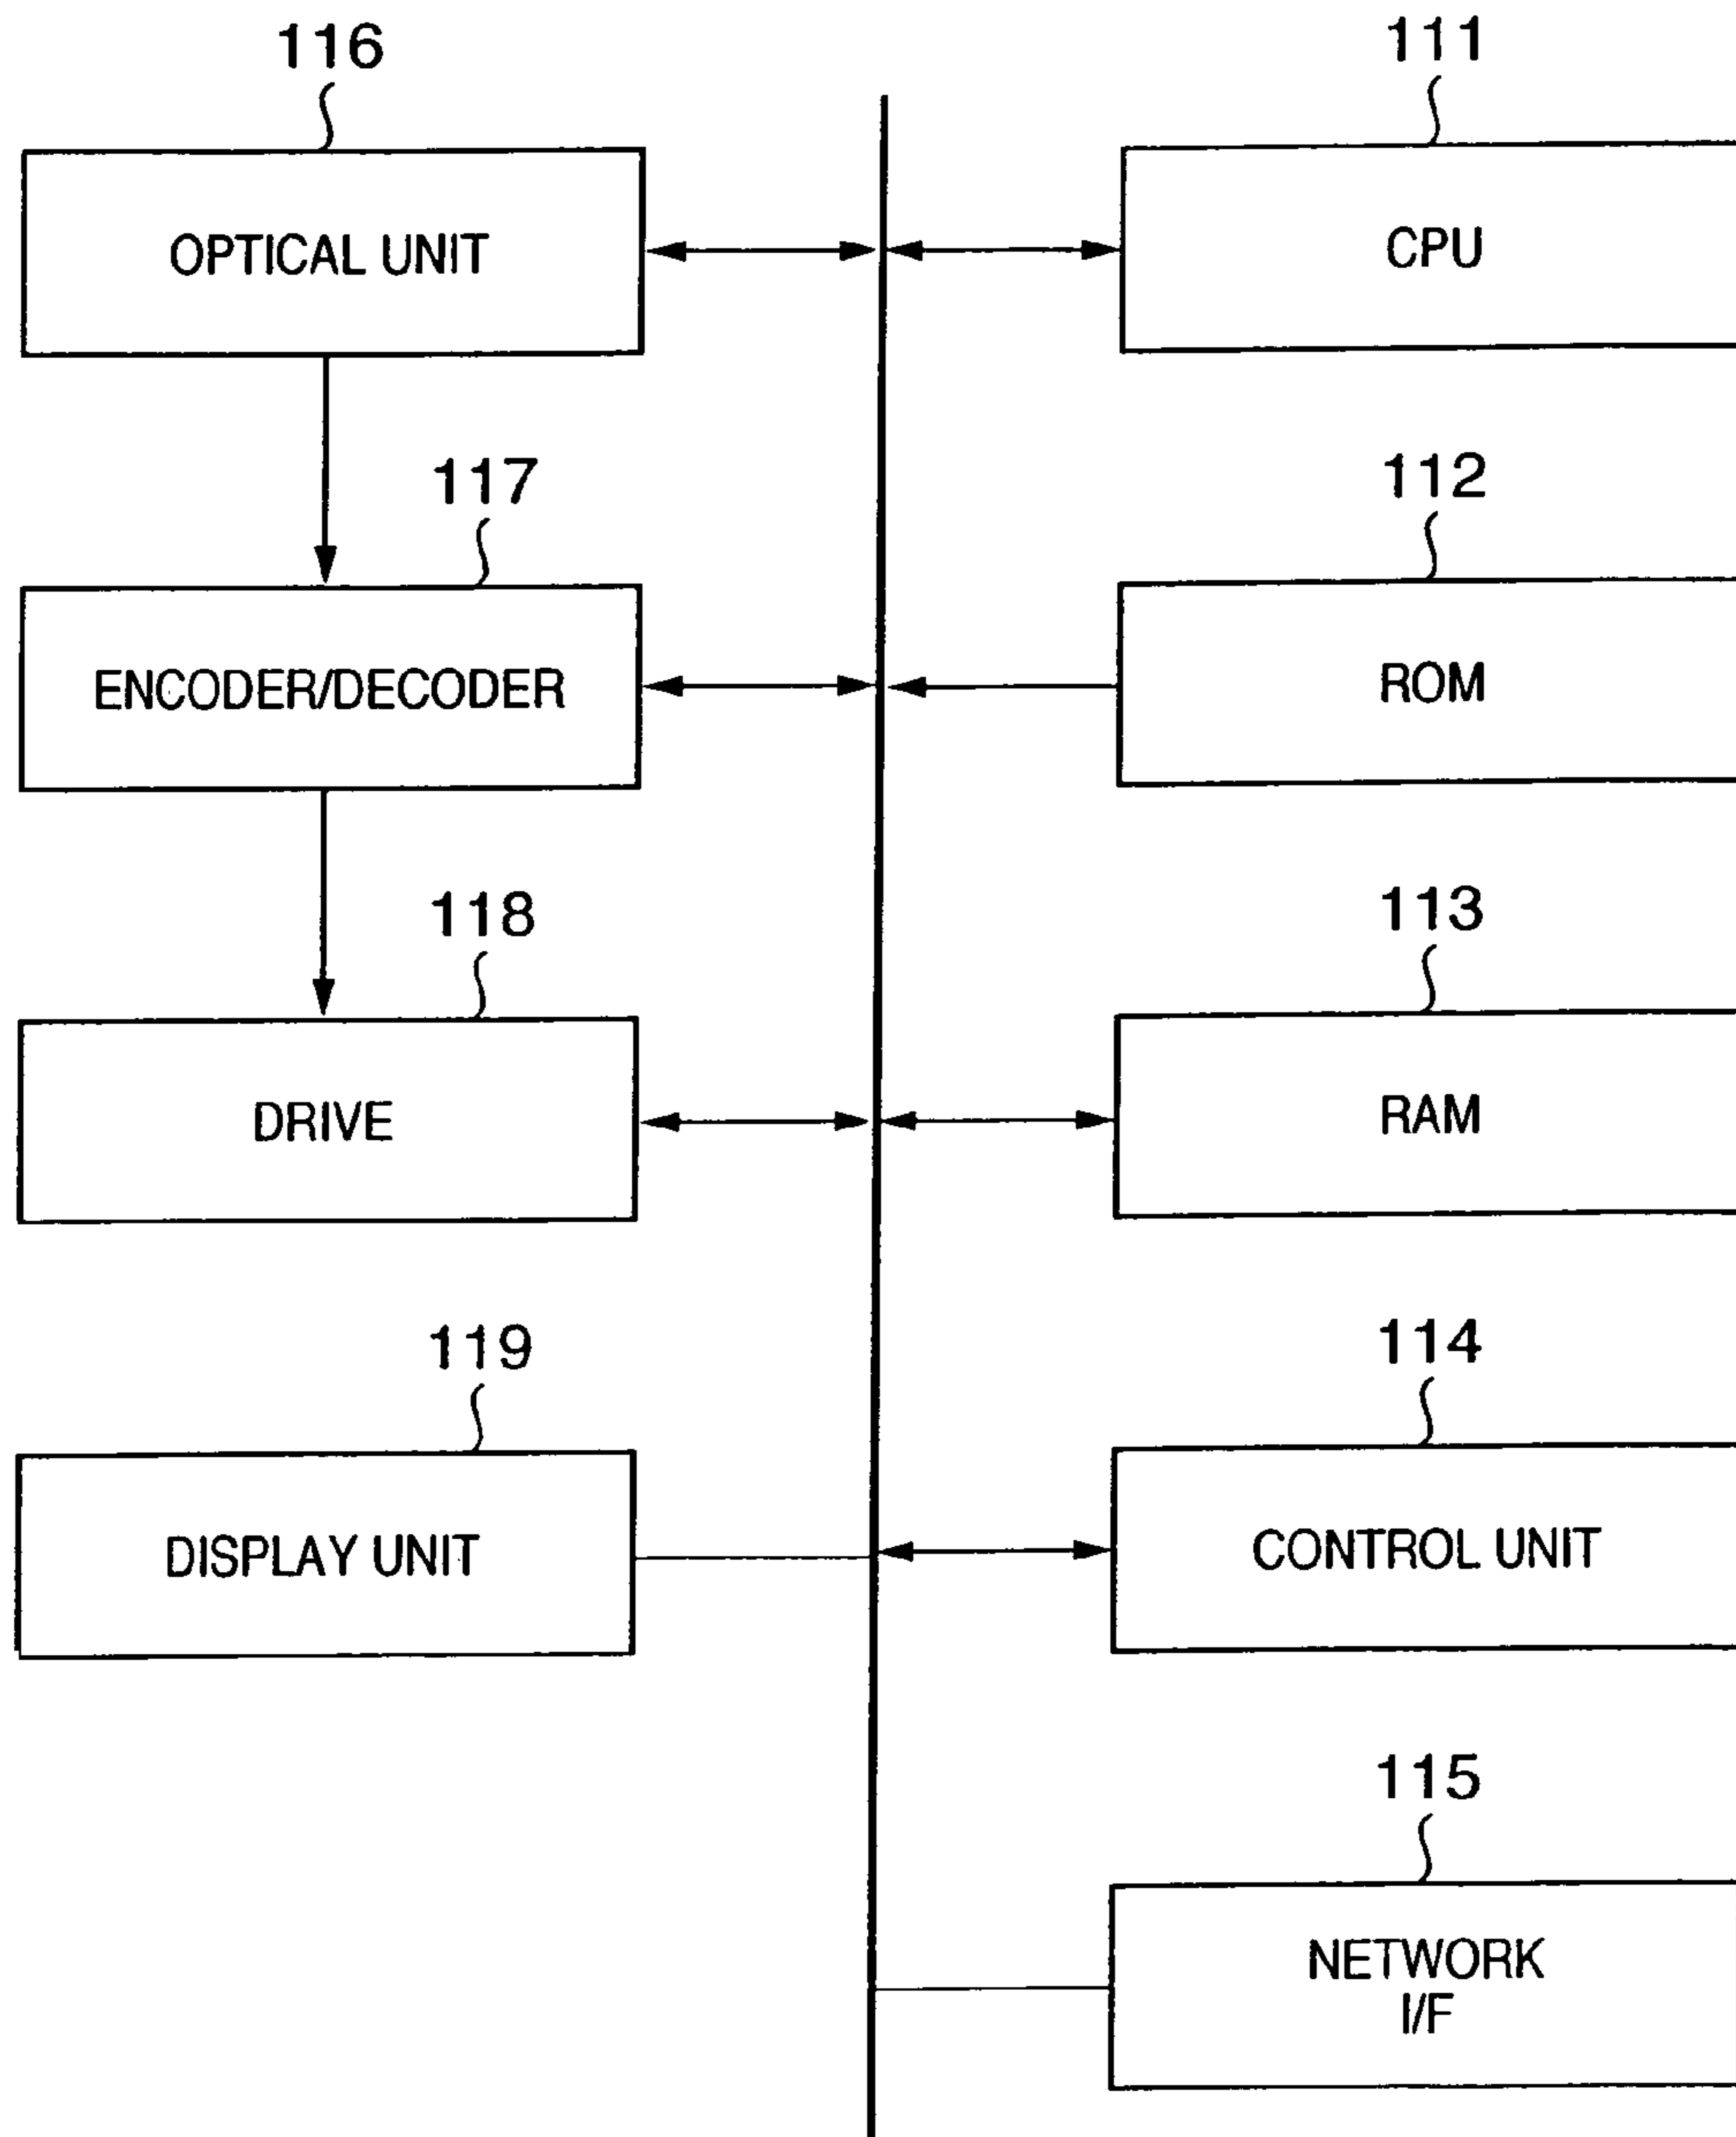 116
OPTICAL UNIT
117
ENCODER/DECODER
118
DRIVE
119
DISPLAY UNIT
111
CPU
112
ROM
113
RAM
114
CONTROL UNIT
115
NETWORK
I/F